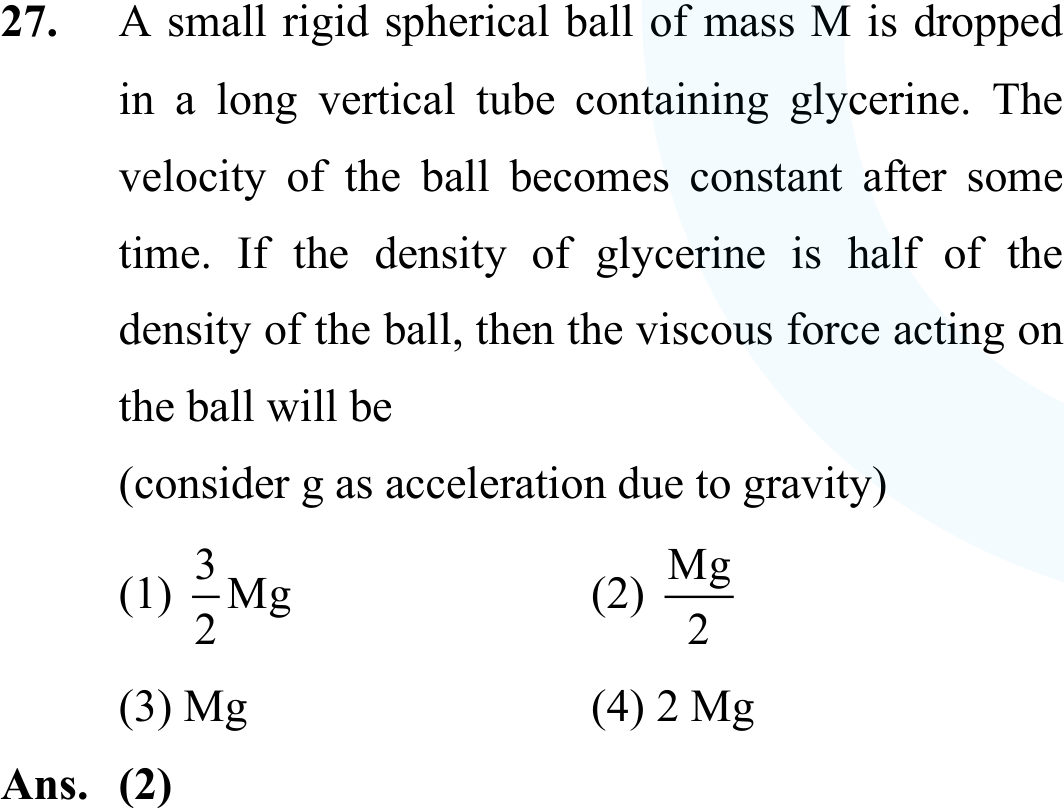 27. A small rigid spherical ball of mass M is dropped
in a long vertical tube containing glycerine. The
velocity of the ball becomes constant after some
time. If the density of glycerine is half of the
density of the ball, then the viscous force acting on
the ball will be
(consider g as acceleration due to gravity)
(1) 3/2 Mg (2) Mg/2
(3) Mg (4) 2 Mg
Ans. (2)